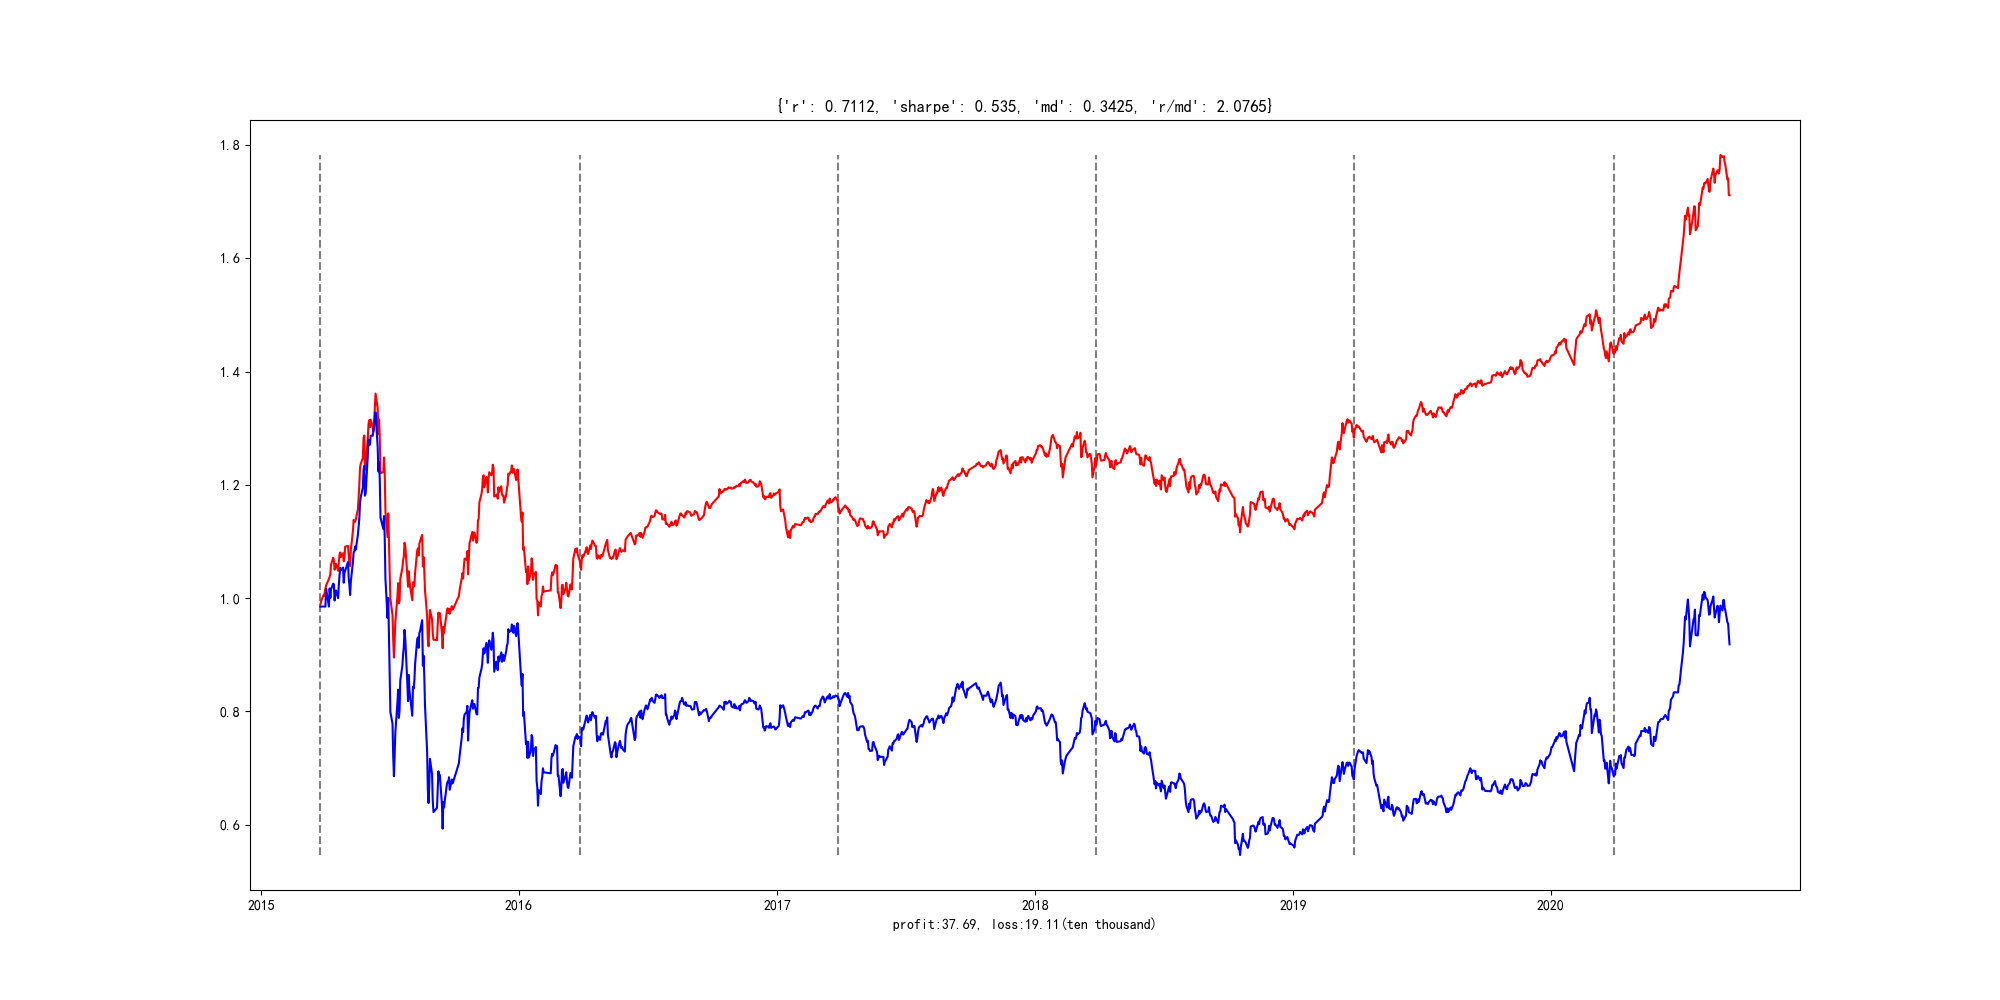 {'r': 0.7112, 'sharpe': 0.535, 'md': 0.3425, 'r/md': 2.0765}
1.8
1.6
1.4
1.2
1.0
0.8
0.6
2015 2016 2017 2018 2019 2020
profit:37.69, loss:19.11(ten thousand)